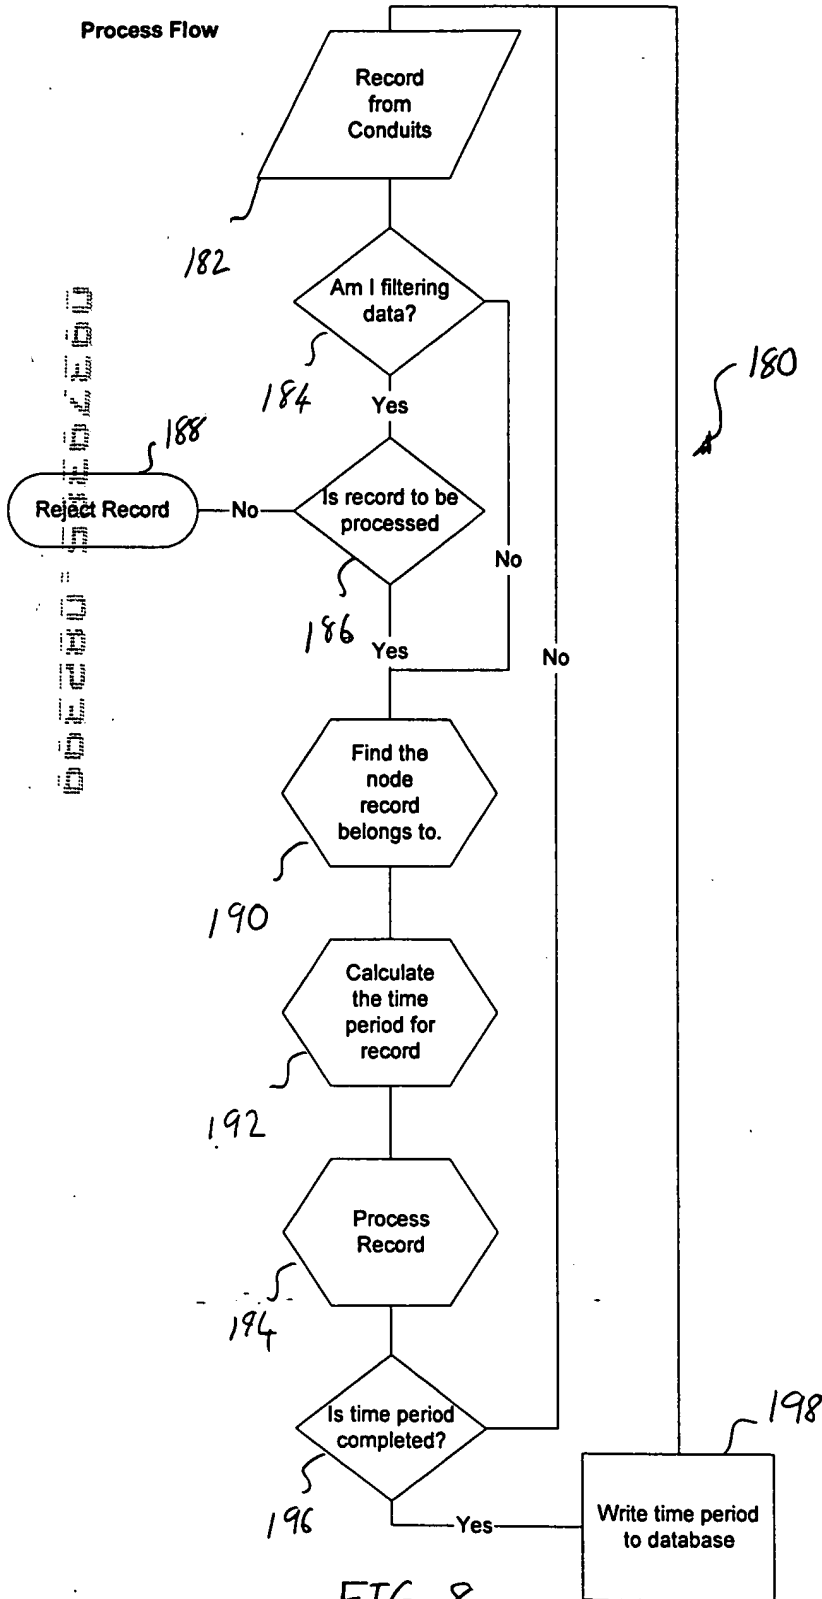 Process Flow
Record
from
Conduits
182
Am I filtering
data?
184
180
Yes
188
Reject Record
No
Is record to be
processed
No
186
Yes
No
Find the
node
record
belongs to.
190
Calculate
the time
period for
record
192
Process
Record
194
Is time period
completed?
196
Yes
198
Write time period
to database
FIG. 8